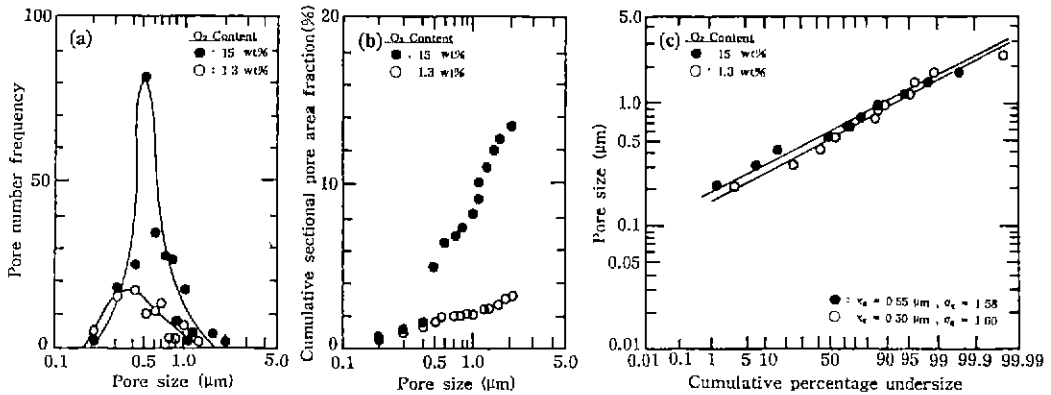 (a)
O₂ Content
● : 15 wt%
○ : 1.3 wt%
100
50
0
0.1 0.5 1.0 5.0
Pore number frequency
Pore size (μm)
(b)
O₂ Content
● . 15 wt%
○ 1.3 wt%
20
10
0
0.1 0.5 1.0 5.0
Cumulative sectional pore area fraction(%)
Pore size (μm)
(c)
O₂ Content
● 15 wt%
○ ' 1.3 wt%
5.0
1.0
0.5
0.1
0.05
0.01
Pore size (μm)
● : = 0.55 μm , = 1.58
○ : = 0.50 μm , = 1.60
0.01 0.1 1 5 10 50 90 95 99 99.9 99.99
Cumulative percentage undersize